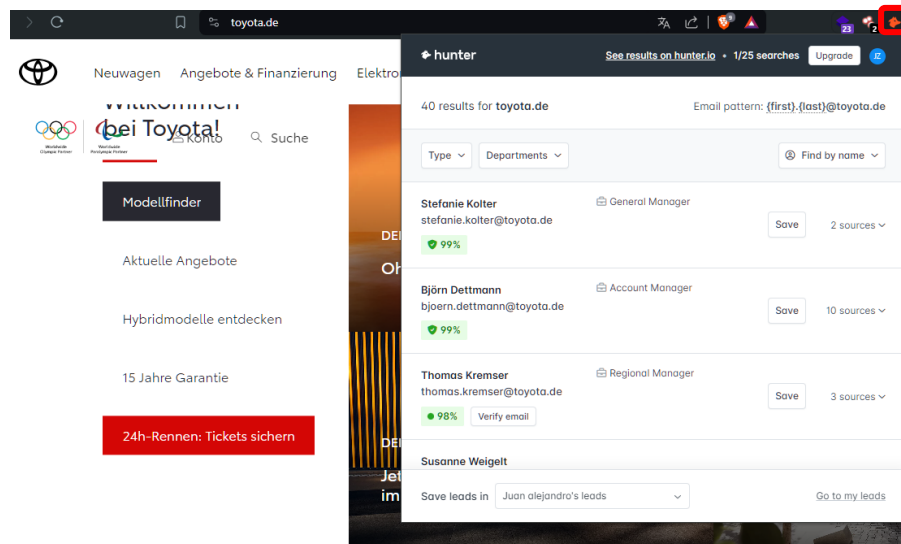 toyota.de
23
2
Neuwagen Angebote & Finanzierung Elektro
Willkommen
bei Toyota!
Konto
Suche
Modellfinder
Aktuelle Angebote
Hybridmodelle entdecken
15 Jahre Garantie
24h-Rennen: Tickets sichern
DEI
Oh
DEI
Jet
im
hunter
See results on hunter.io • 1/25 searches
Upgrade
40 results for toyota.de
Email pattern: {first}.{last}@toyota.de
Type
Departments
Find by name
Stefanie Kolter
General Manager
stefanie.kolter@toyota.de
Save
2 sources
99%
Björn Dettmann
Account Manager
bjoern.dettmann@toyota.de
Save
10 sources
99%
Thomas Kremser
Regional Manager
thomas.kremser@toyota.de
Save
3 sources
98%
Verify email
Susanne Weigelt
Save leads in
Juan alejandro's leads
Go to my leads